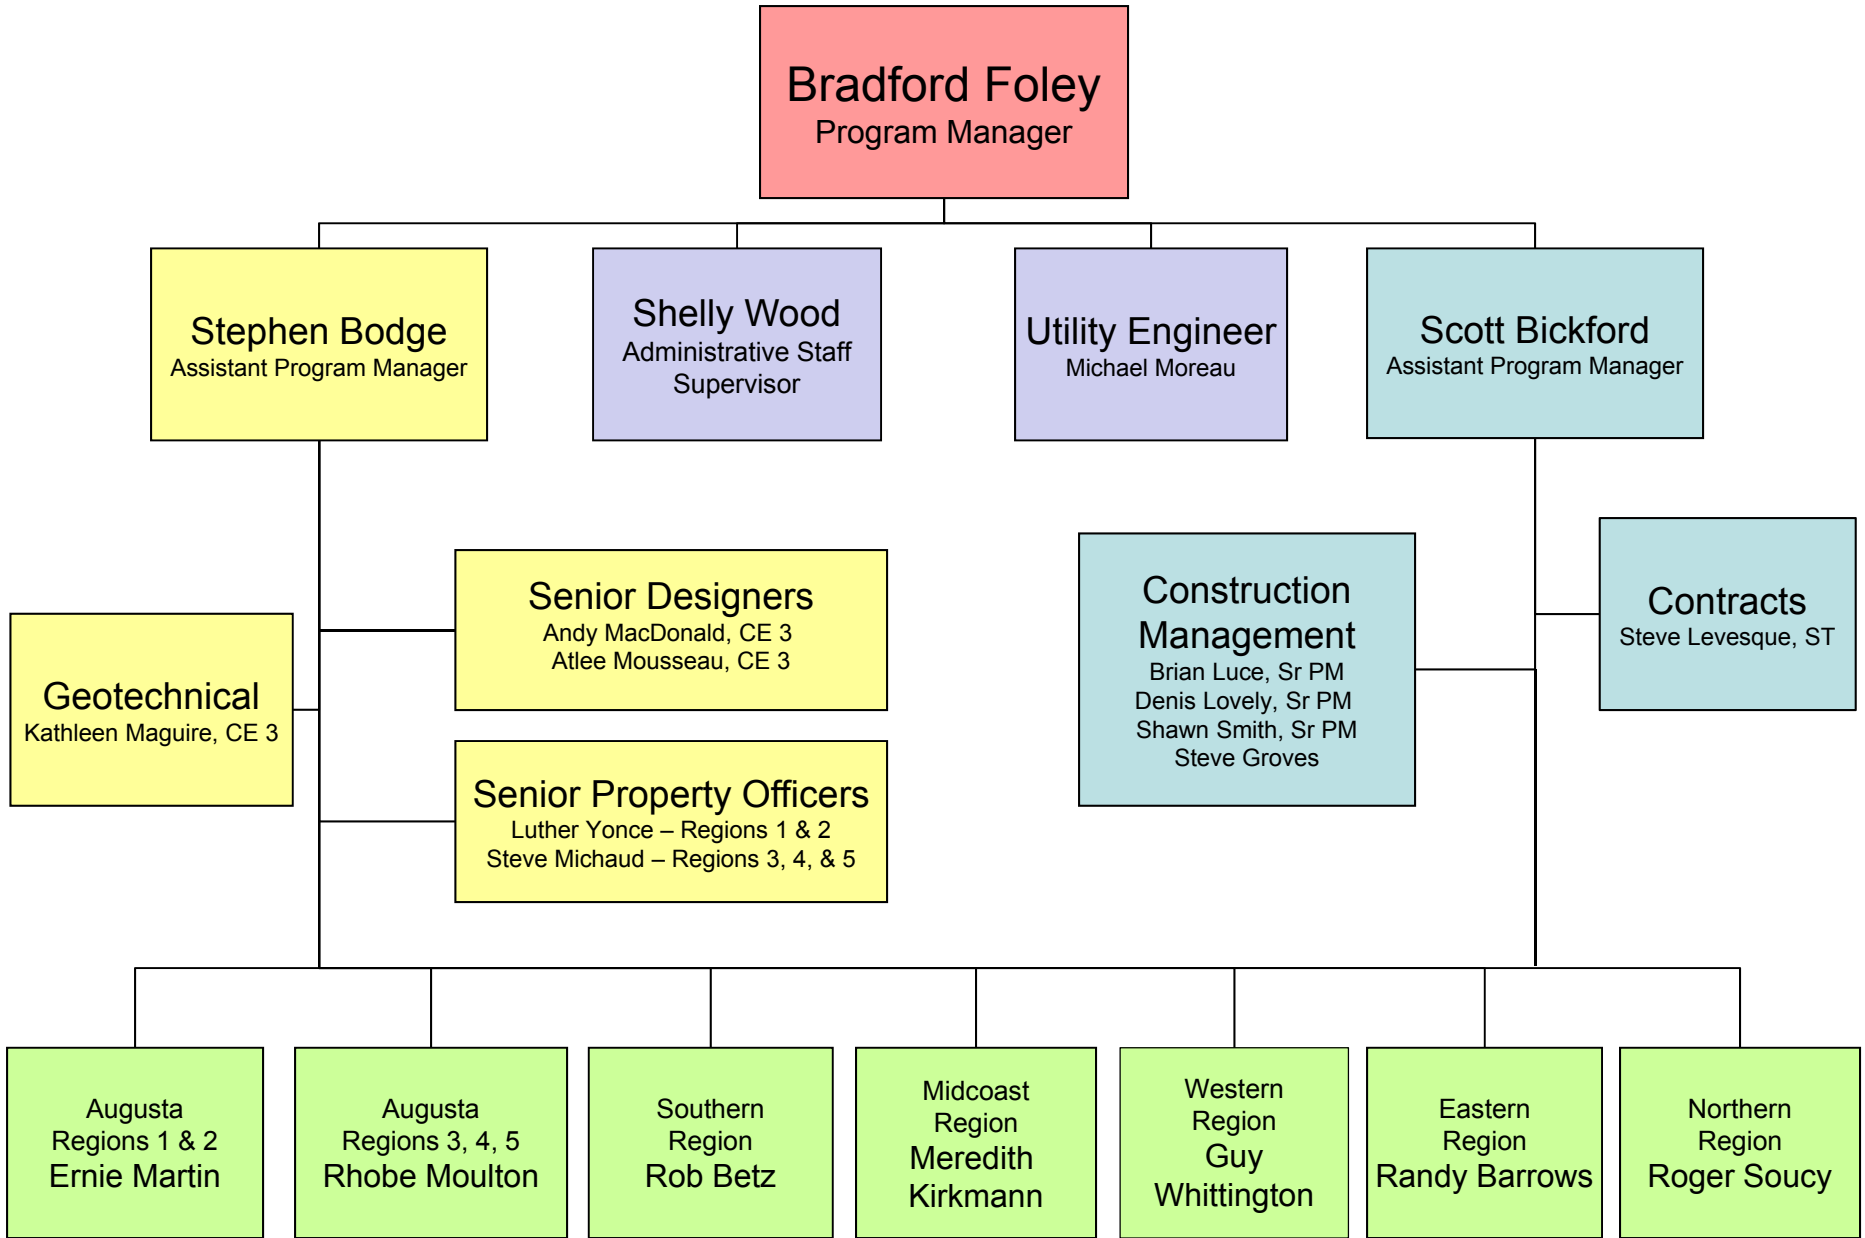 Bradford Foley
Program Manager
Stephen Bodge
Assistant Program Manager
Shelly Wood
Administrative Staff
Supervisor
Utility Engineer
Michael Moreau
Scott Bickford
Assistant Program Manager
Geotechnical
Kathleen Maguire, CE 3
Senior Designers
Andy MacDonald, CE 3
Atlee Mousseau, CE 3
Senior Property Officers
Luther Yonce – Regions 1 & 2
Steve Michaud – Regions 3, 4, & 5
Construction
Management
Brian Luce, Sr PM
Denis Lovely, Sr PM
Shawn Smith, Sr PM
Steve Groves
Contracts
Steve Levesque, ST
Augusta
Regions 1 & 2
Ernie Martin
Augusta
Regions 3, 4, 5
Rhobe Moulton
Southern
Region
Rob Betz
Midcoast
Region
Meredith
Kirkmann
Western
Region
Guy
Whittington
Eastern
Region
Randy Barrows
Northern
Region
Roger Soucy